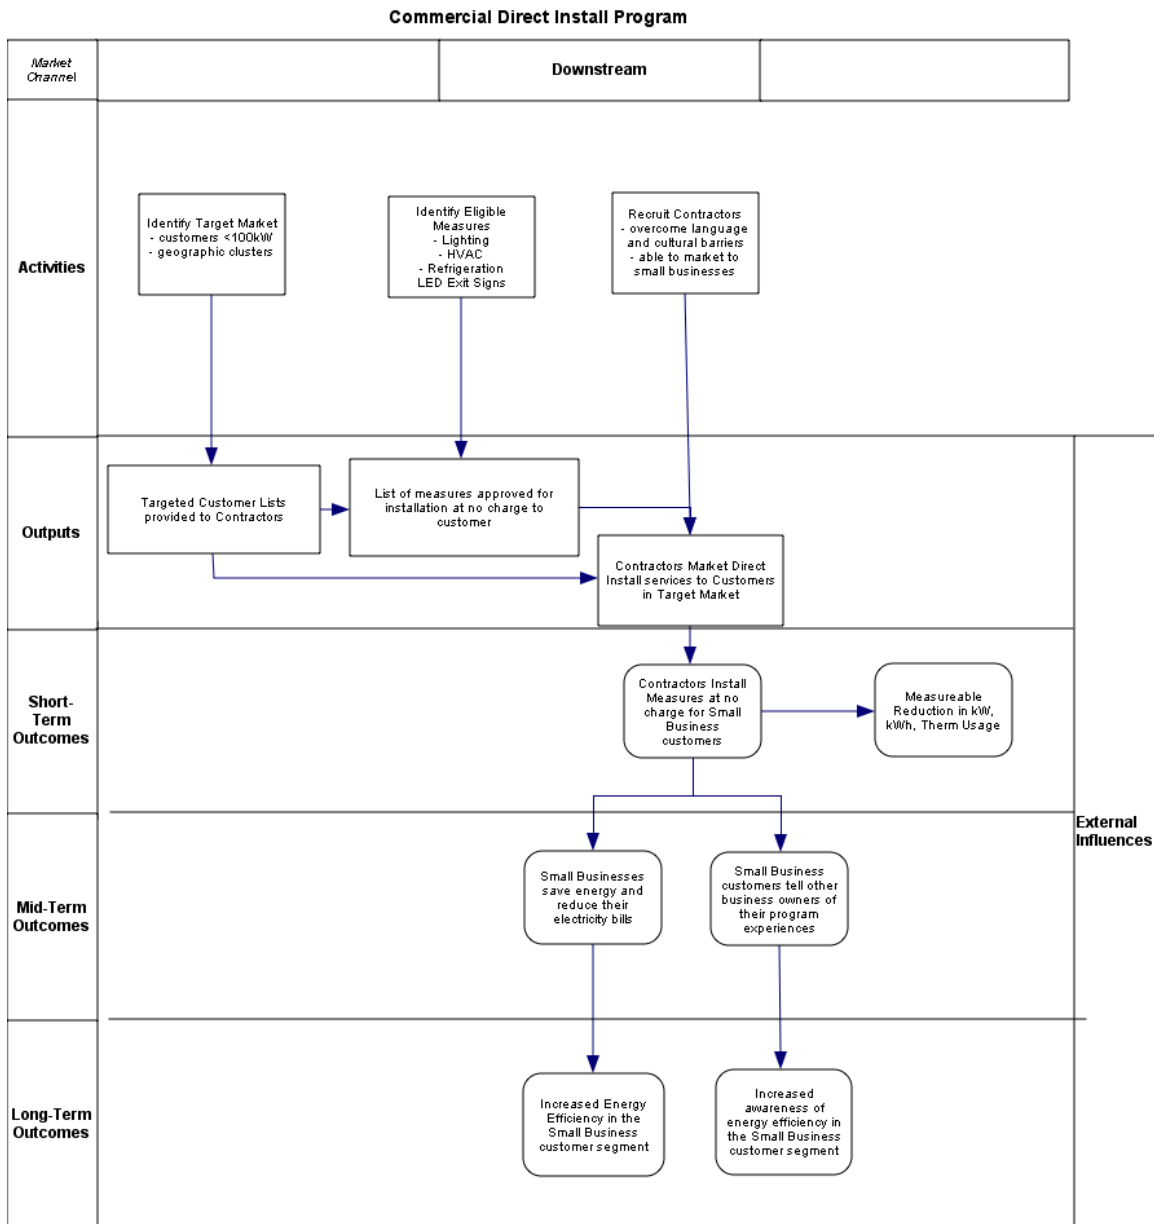 Commercial Direct Install Program
Market
Channel
Downstream
Activities
Identify Target Market
- customers <100kW
- geographic clusters
Identify Eligible
Measures
- Lighting
- HVAC
- Refrigeration
LED Exit Signs
Recruit Contractors
- overcome language
and cultural barriers
- able to market to
small businesses
Outputs
Targeted Customer Lists
provided to Contractors
List of measures approved for
installation at no charge to
customer
Contractors Market Direct
Install services to Customers
in Target Market
Short-
Term
Outcomes
Contractors Install
Measures at no
charge for Small
Business
customers
Measureable
Reduction in kW,
kWh, Therm Usage
External
Influences
Mid-Term
Outcomes
Small Businesses
save energy and
reduce their
electricity bills
Small Business
customers tell other
business owners of
their program
experiences
Long-Term
Outcomes
Increased Energy
Efficiency in the
Small Business
customer segment
Increased
awareness of
energy efficiency in
the Small Business
customer segment